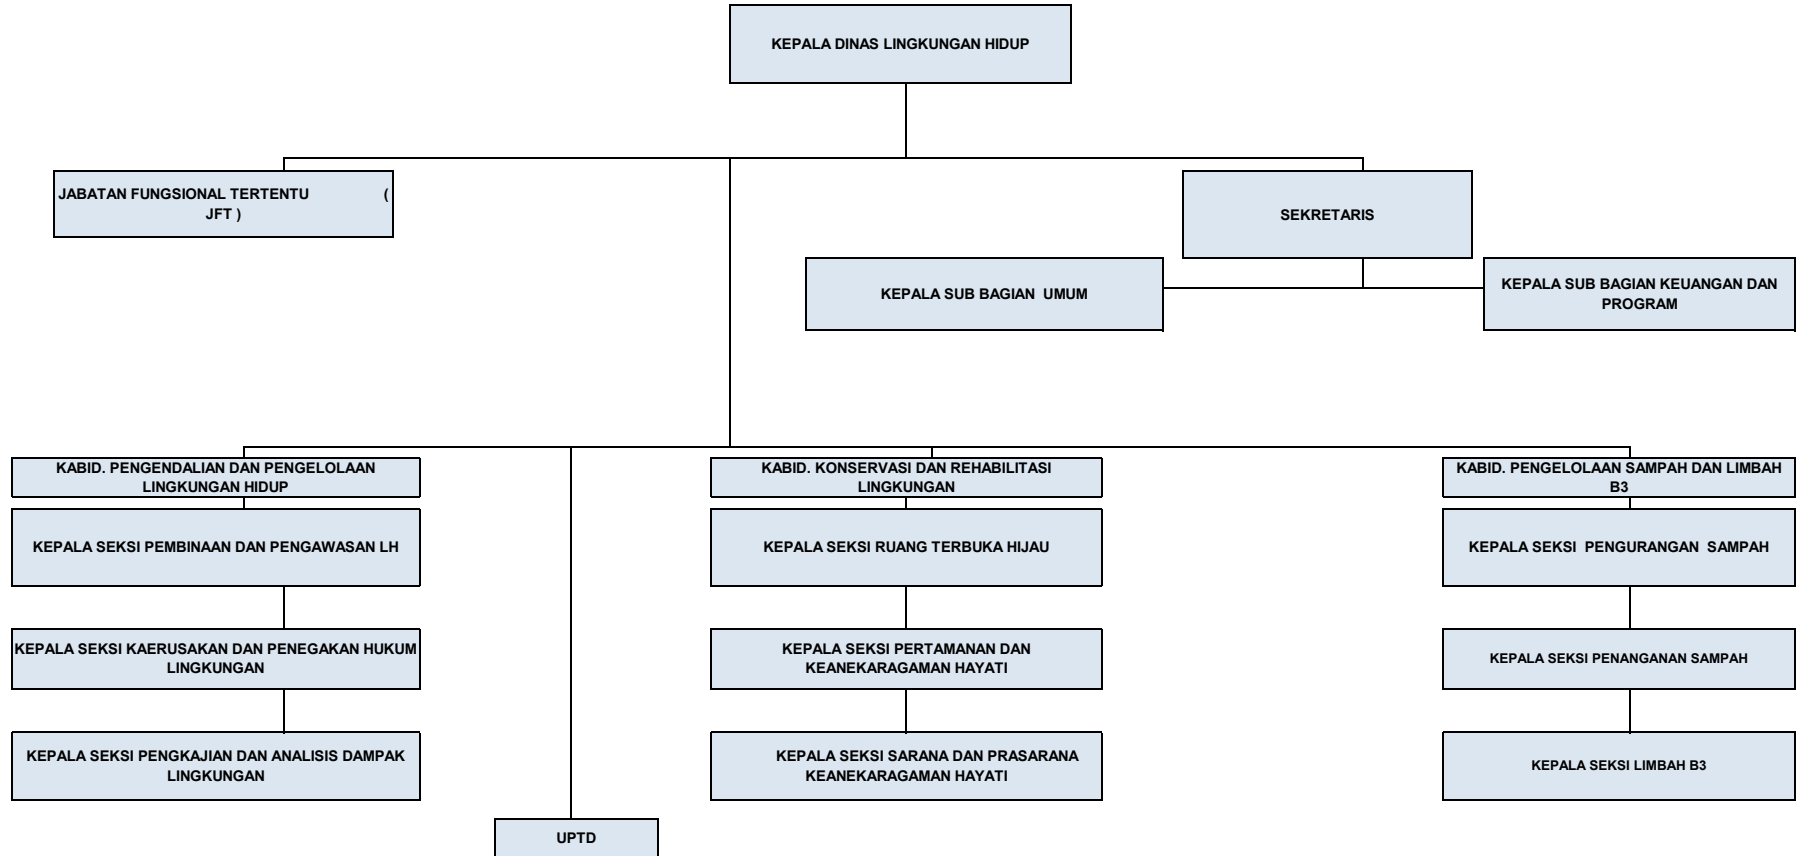 KEPALA DINAS LINGKUNGAN HIDUP
JABATAN FUNGSIONAL TERTENTU (
JFT )
SEKRETARIS
KEPALA SUB BAGIAN UMUM
KEPALA SUB BAGIAN KEUANGAN DAN
PROGRAM
KABID. PENGENDALIAN DAN PENGELOLAAN
LINGKUNGAN HIDUP
KABID. KONSERVASI DAN REHABILITASI
LINGKUNGAN
KABID. PENGELOLAAN SAMPAH DAN LIMBAH
B3
KEPALA SEKSI PEMBINAAN DAN PENGAWASAN LH
KEPALA SEKSI RUANG TERBUKA HIJAU
KEPALA SEKSI PENGURANGAN SAMPAH
KEPALA SEKSI KAERUSAKAN DAN PENEGAKAN HUKUM
LINGKUNGAN
KEPALA SEKSI PERTAMANAN DAN
KEANEKARAGAMAN HAYATI
KEPALA SEKSI PENANGANAN SAMPAH
KEPALA SEKSI PENGKAJIAN DAN ANALISIS DAMPAK
LINGKUNGAN
KEPALA SEKSI SARANA DAN PRASARANA
KEANEKARAGAMAN HAYATI
KEPALA SEKSI LIMBAH B3
UPTD